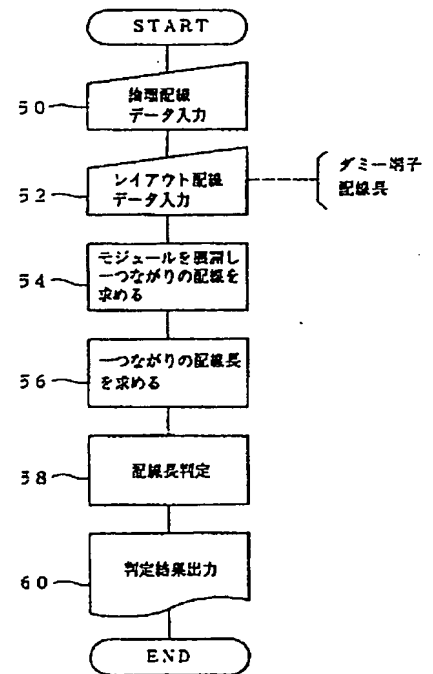 START
50
論理配線
データ入力
52
レイアウト配線
データ入力
ダミー端子
配線長
54
モジュールを展開し
一つながりの配線を
求める
56
一つながりの配線長
を求める
58
配線長判定
60
判定結果出力
END